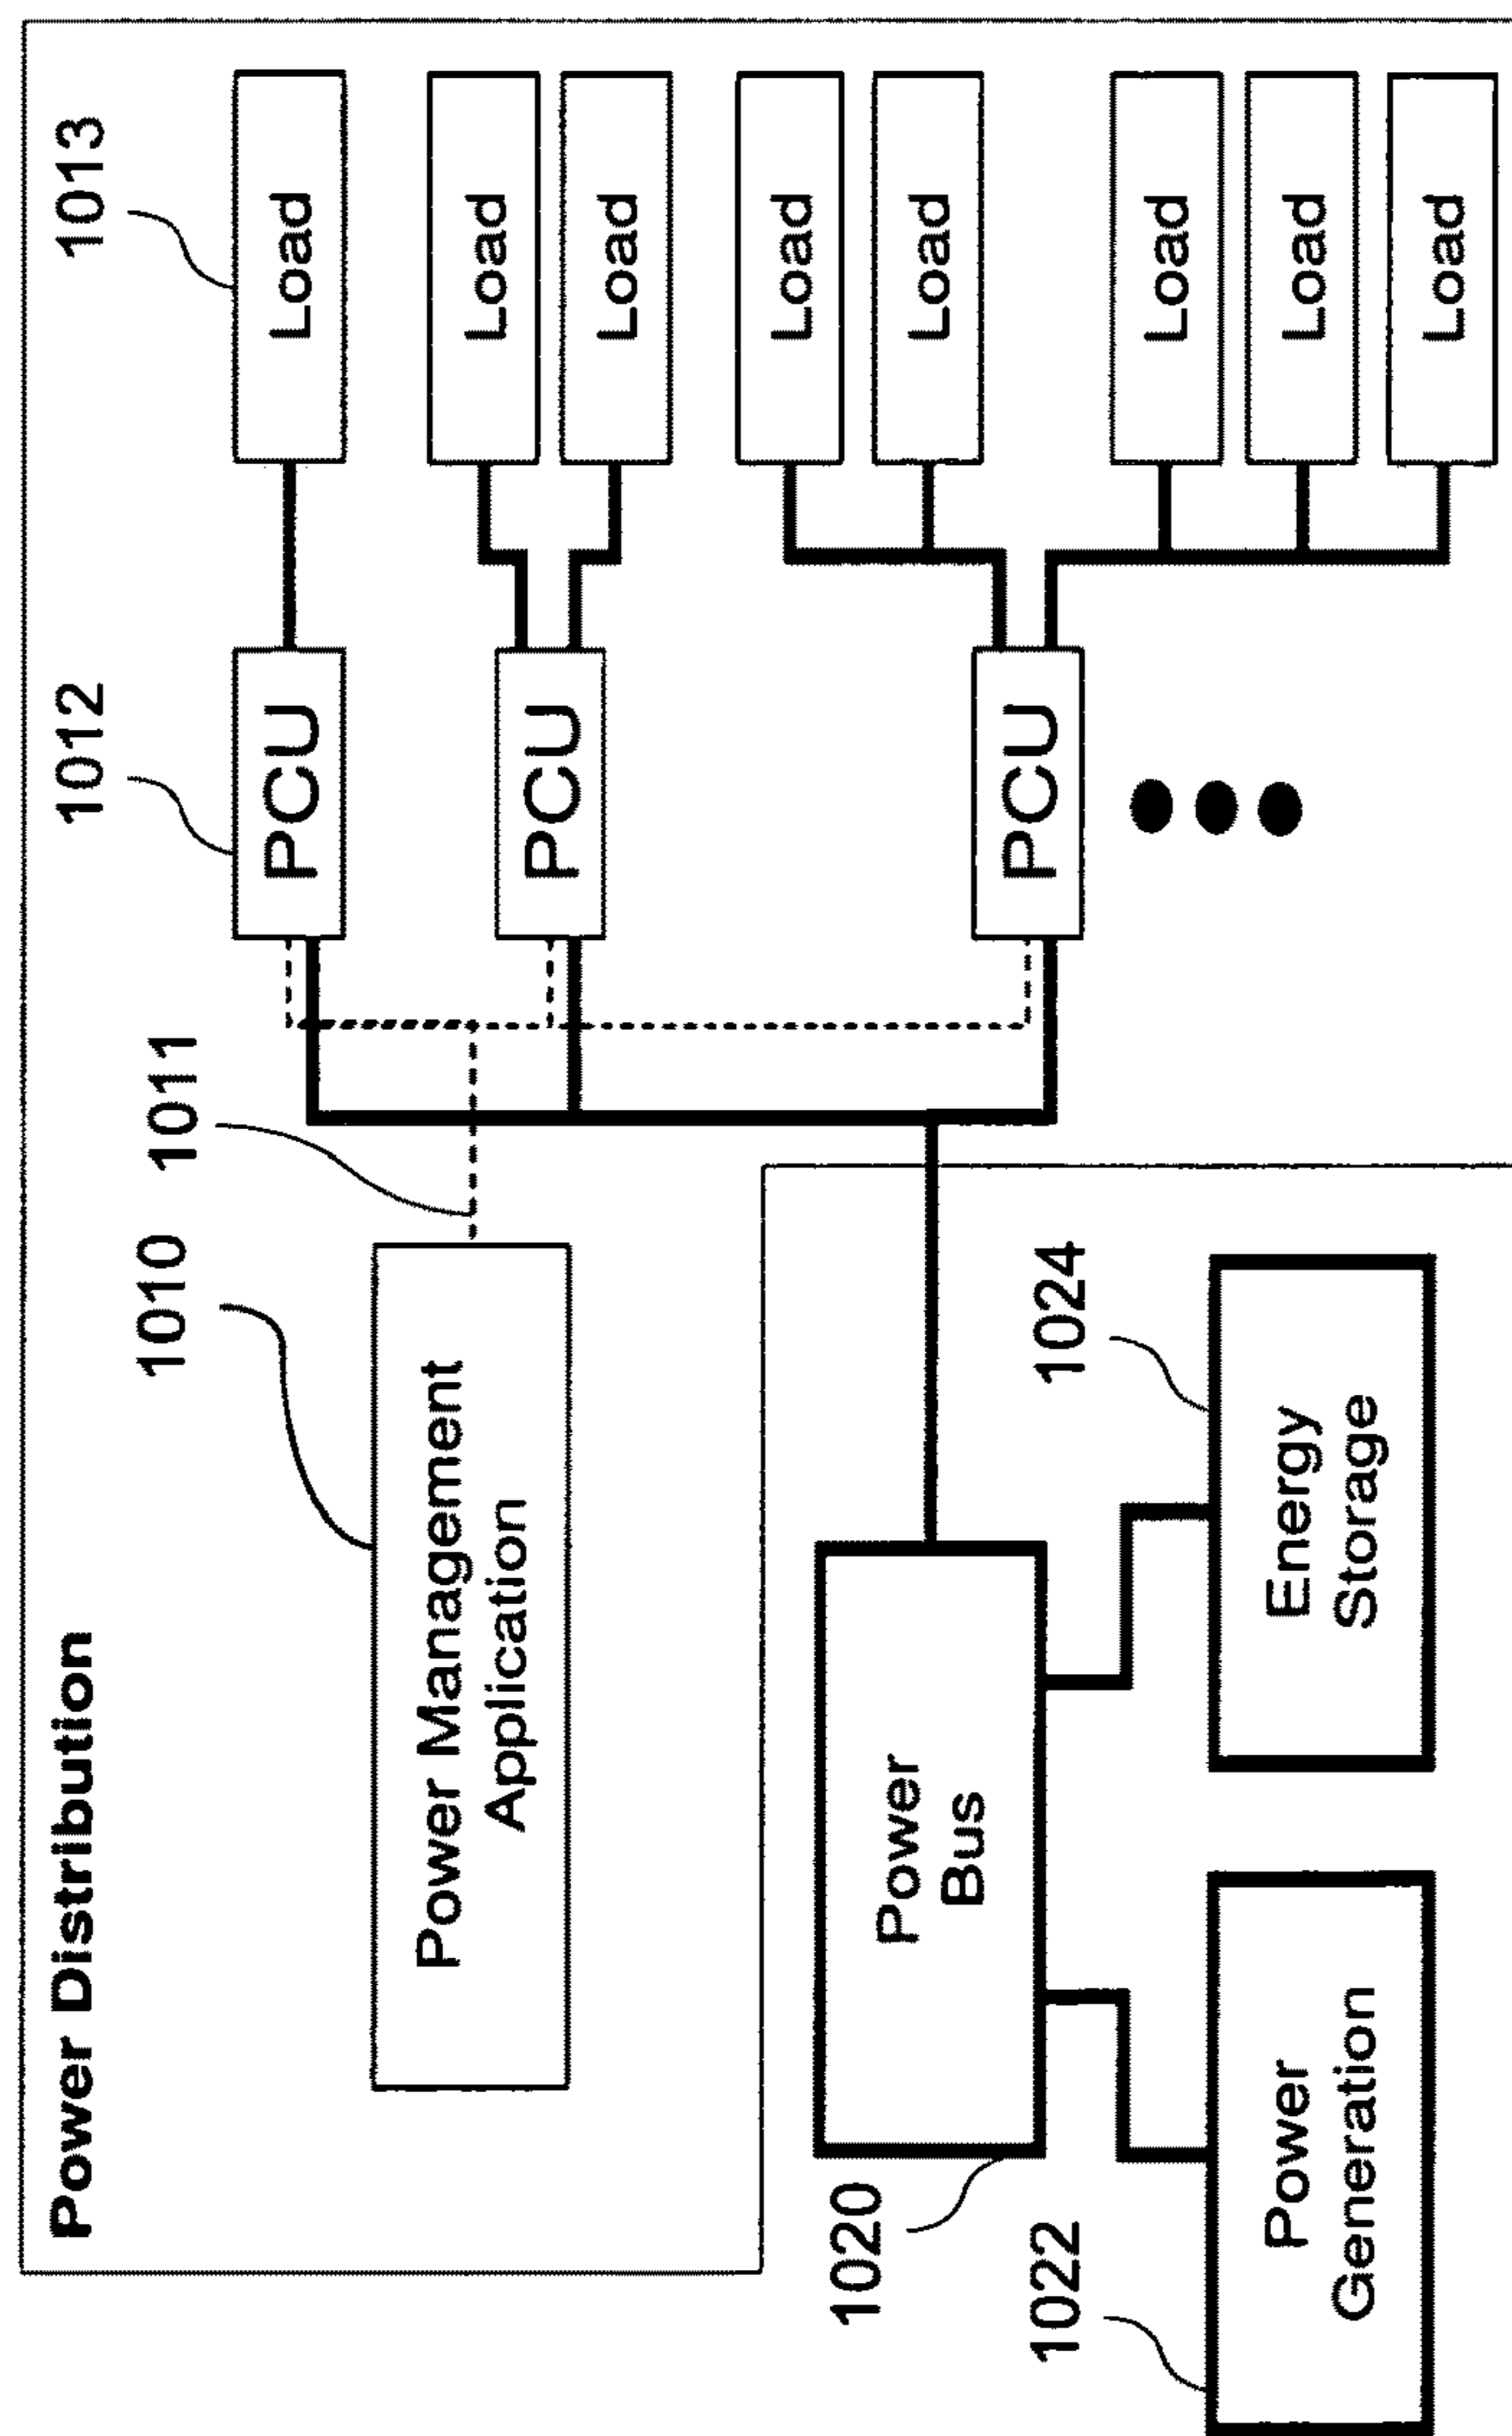 Power Distribution
1010
1011
1012
1013
Power Management
Application
PCU
Load
PCU
Load
Load
PCU
Load
Load
Load
Load
Load
1020
Power
Bus
1022
Power
Generation
1024
Energy
Storage